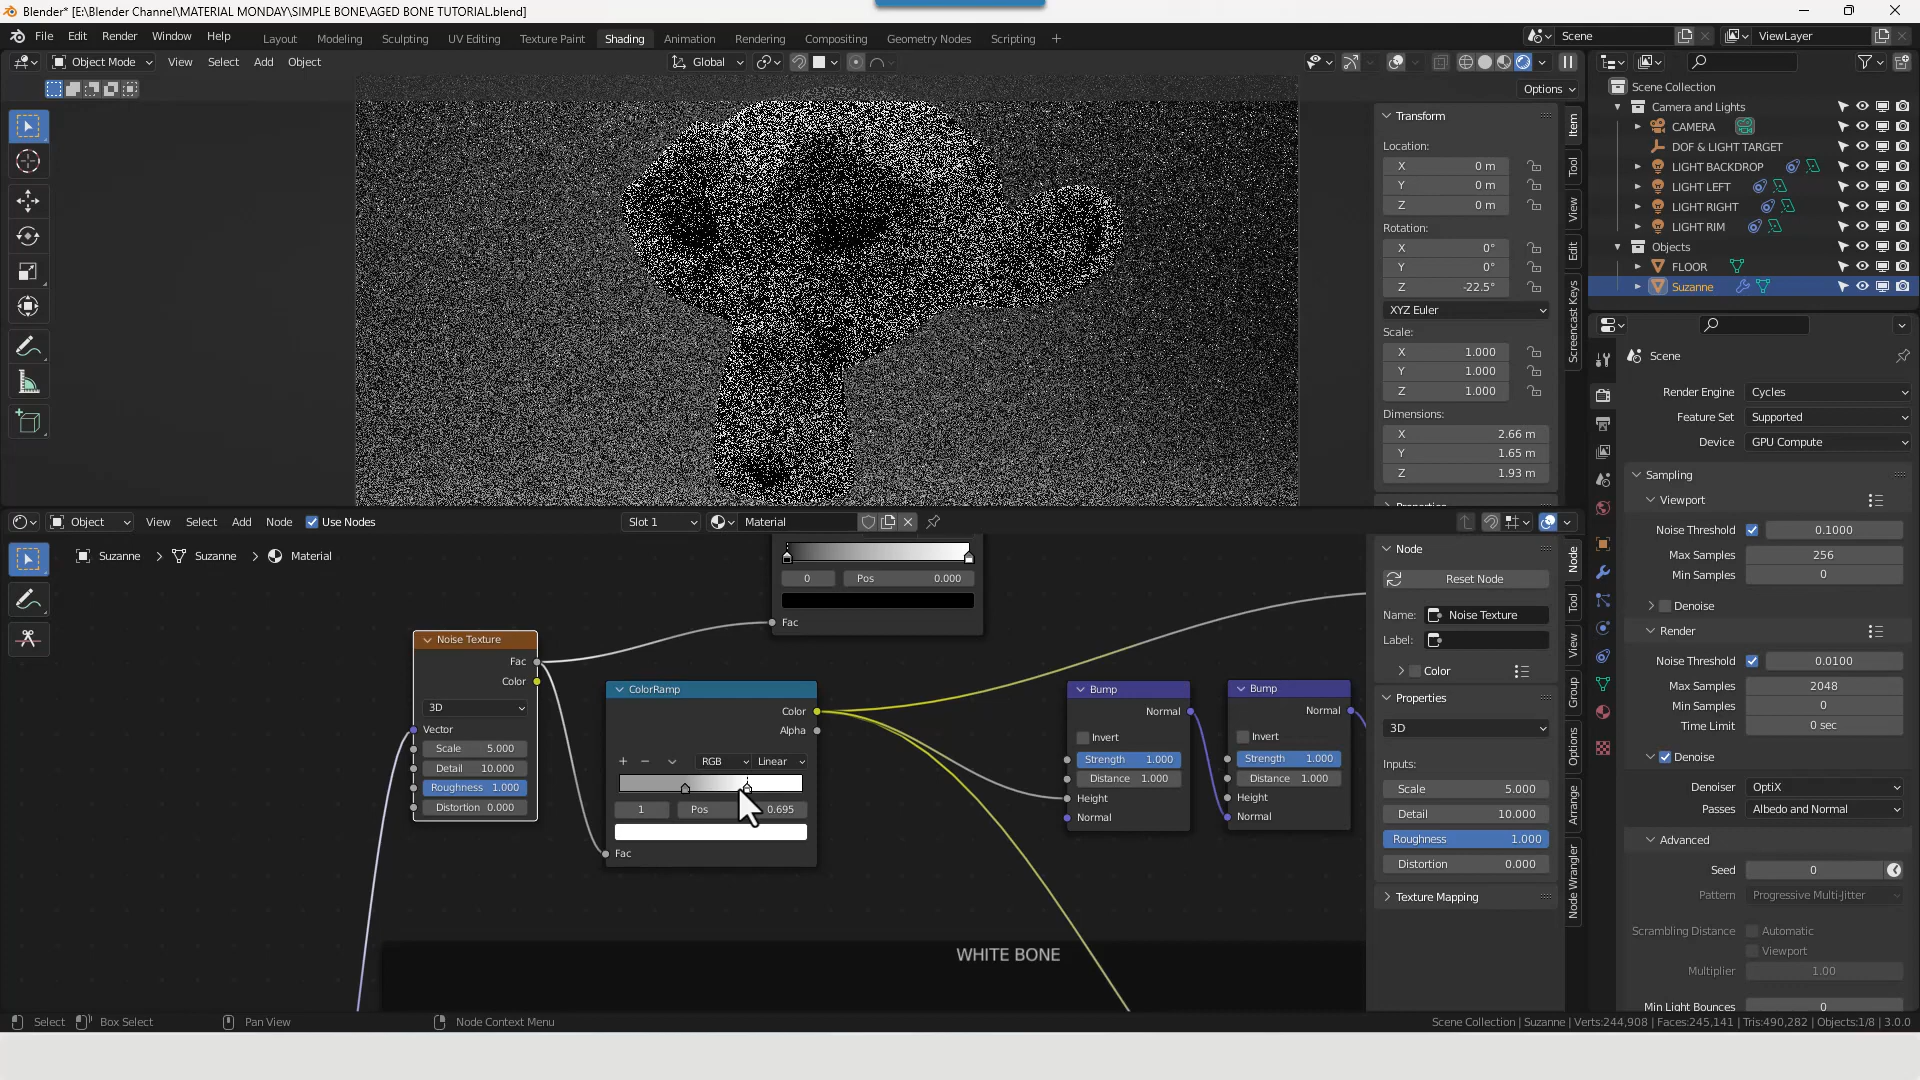 Blender* [E:\Blender Channel\MATERIAL MONDAY\SIMPLE BONE\AGED BONE TUTORIAL.blend]
File Edit Render Window Help Layout Modeling Sculpting UV Editing Texture Paint Shading Animation Rendering Compositing Geometry Nodes Scripting + Scene ViewLayer
Object Mode View Select Add Object Global
Options
Transform
Location:
X 0 m
Y 0 m
Z 0 m
Rotation:
X 0°
Y 0°
Z -22.5°
XYZ Euler
Scale:
X 1.000
Y 1.000
Z 1.000
Dimensions:
X 2.66 m
Y 1.65 m
Z 1.93 m
Item
Tool
View
Edit
Screencast Keys
Scene Collection
Camera and Lights
CAMERA
DOF & LIGHT TARGET
LIGHT BACKDROP
LIGHT LEFT
LIGHT RIGHT
LIGHT RIM
Objects
FLOOR
Suzanne
Scene
Render Engine Cycles
Feature Set Supported
Device GPU Compute
Sampling
Viewport
Noise Threshold 0.1000
Max Samples 256
Min Samples 0
Denoise
Render
Noise Threshold 0.0100
Max Samples 2048
Min Samples 0
Time Limit 0 sec
Denoise
Denoiser OptiX
Passes Albedo and Normal
Advanced
Seed 0
Pattern Progressive Multi-Jitter
Scrambling Distance Automatic
Viewport
Multiplier 1.00
Min Light Bounces 0
Object View Select Add Node Use Nodes Slot 1 Material
Suzanne > Suzanne > Material
0 Pos 0.000
Fac
Noise Texture
Fac
Color
3D
Vector
Scale 5.000
Detail 10.000
Roughness 1.000
Distortion 0.000
ColorRamp
Color
Alpha
+ − RGB Linear
1 Pos 0.695
Fac
Bump
Normal
Invert
Strength 1.000
Distance 1.000
Height
Normal
Bump
Normal
Invert
Strength 1.000
Distance 1.000
Height
Normal
WHITE BONE
Node
Reset Node
Name: Noise Texture
Label:
Color
Properties
3D
Inputs:
Scale 5.000
Detail 10.000
Roughness 1.000
Distortion 0.000
Texture Mapping
Node
Tool
View
Group
Options
Arrange
Node Wrangler
Select Box Select Pan View Node Context Menu Scene Collection | Suzanne | Verts:244,908 | Faces:245,141 | Tris:490,282 | Objects:1/8 | 3.0.0